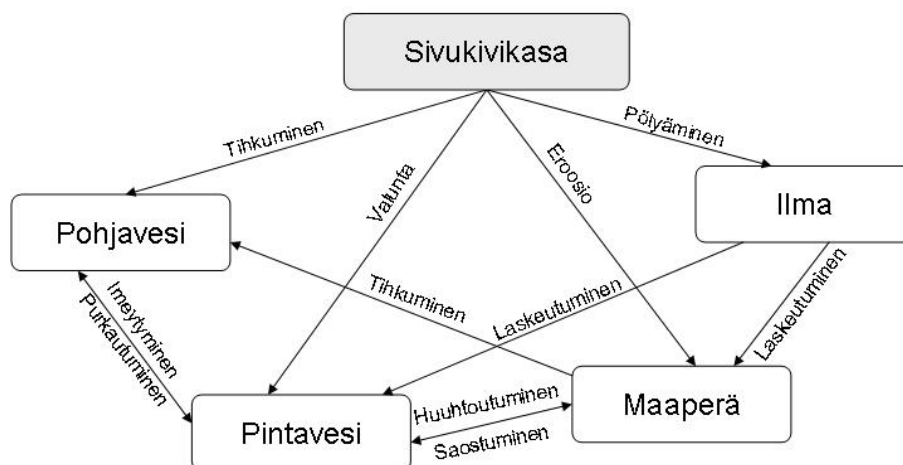 Sivukivikasa
Tihkuminen
Valunta
Eroosio
Pölyäminen
Pohjavesi
Ilma
Imeytyminen
Purkautuminen
Tihkuminen
Laskeutuminen
Laskeutuminen
Pintavesi
Huuhtoutuminen
Saostuminen
Maaperä